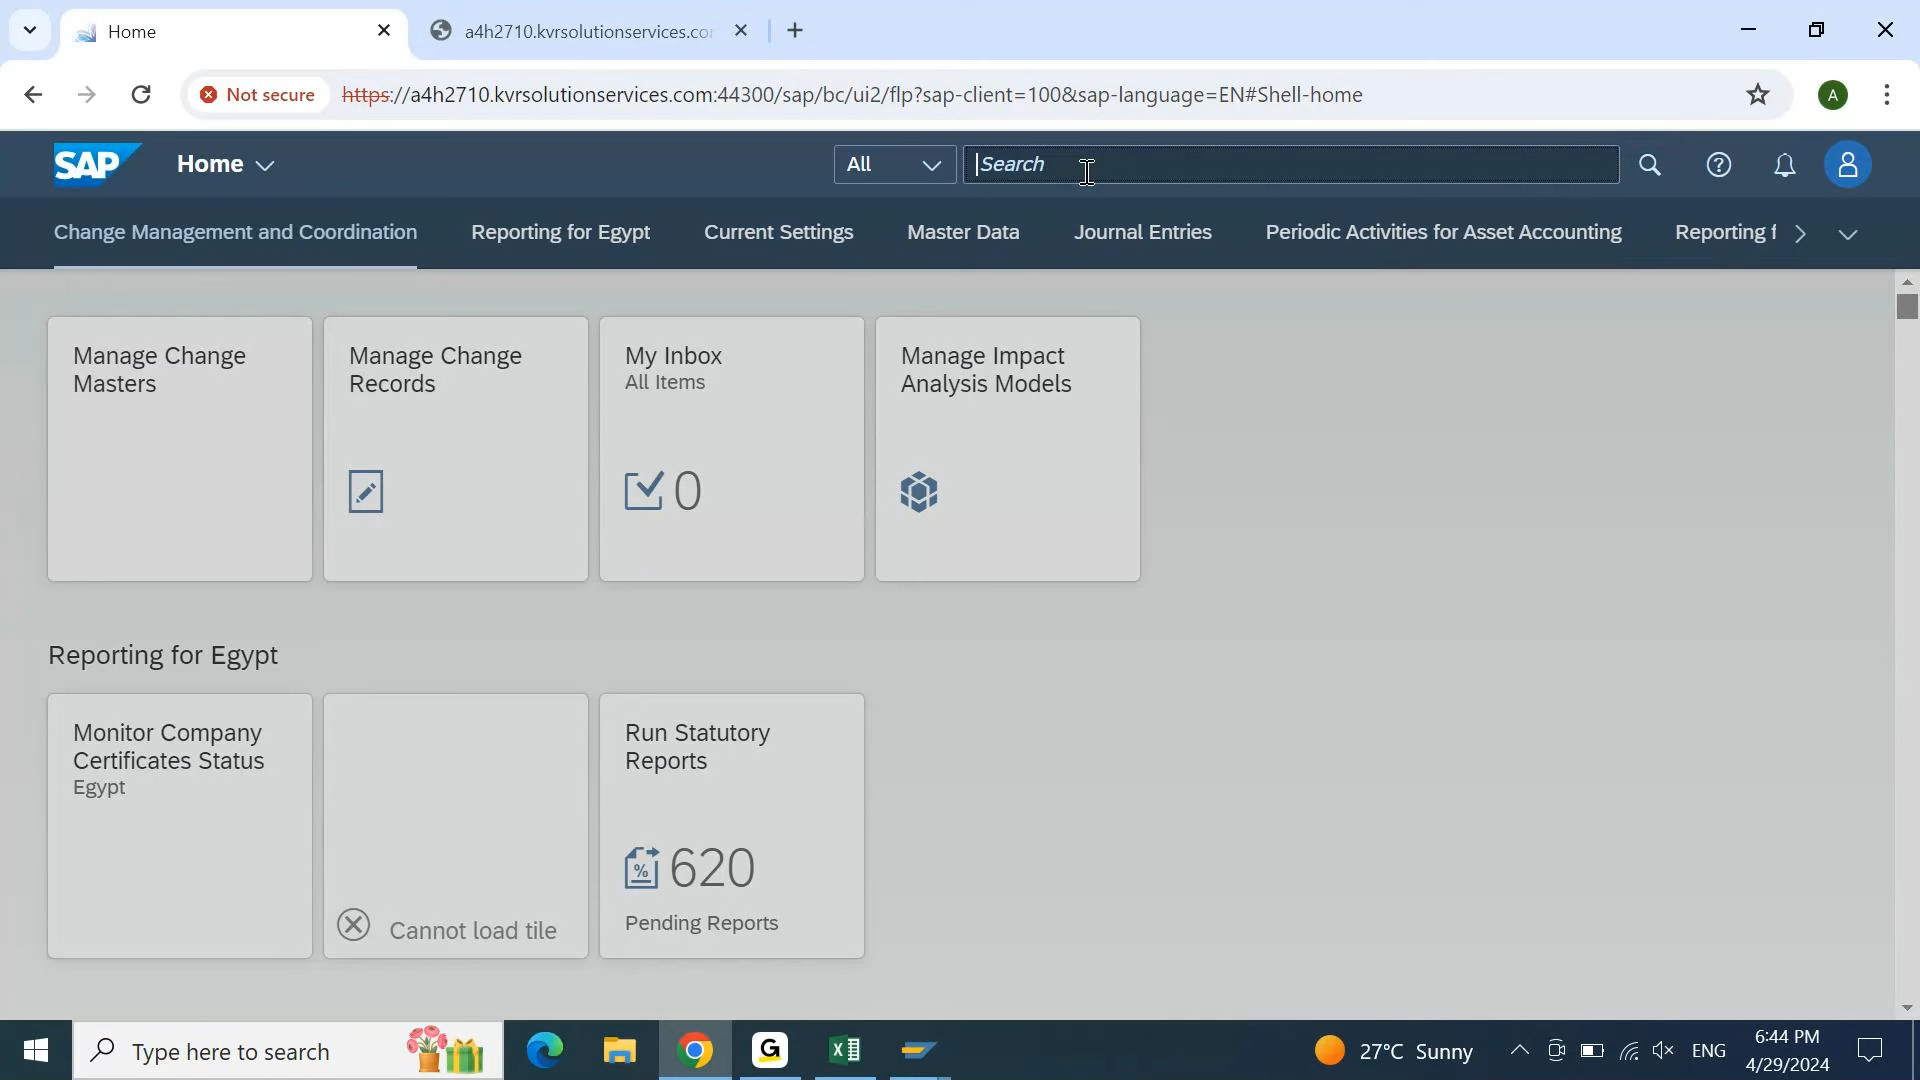 Home
a4h2710.kvrsolutionservices.co
Not secure
https://a4h2710.kvrsolutionservices.com:44300/sap/bc/ui2/flp?sap-client=100&sap-language=EN#Shell-home
A
SAP
Home
All
Search
Change Management and Coordination
Reporting for Egypt
Current Settings
Master Data
Journal Entries
Periodic Activities for Asset Accounting
Reporting f
Manage Change
Masters
Manage Change
Records
My Inbox
All Items
0
Manage Impact
Analysis Models
Reporting for Egypt
Monitor Company
Certificates Status
Egypt
Cannot load tile
Run Statutory
Reports
620
Pending Reports
Type here to search
G
27°C Sunny
ENG
6:44 PM
4/29/2024